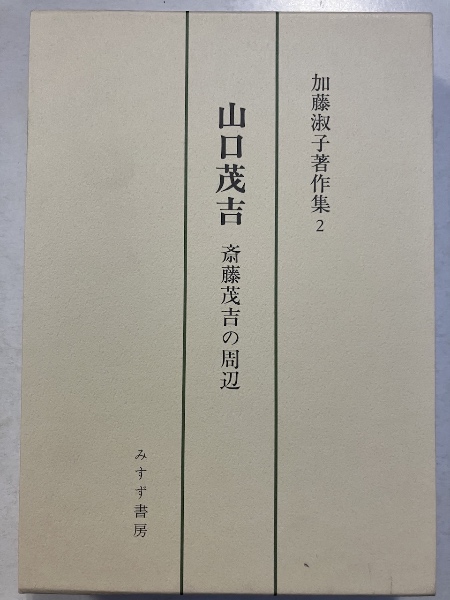 加藤淑子著作集2
山口茂吉 斎藤茂吉の周辺
みすず書房